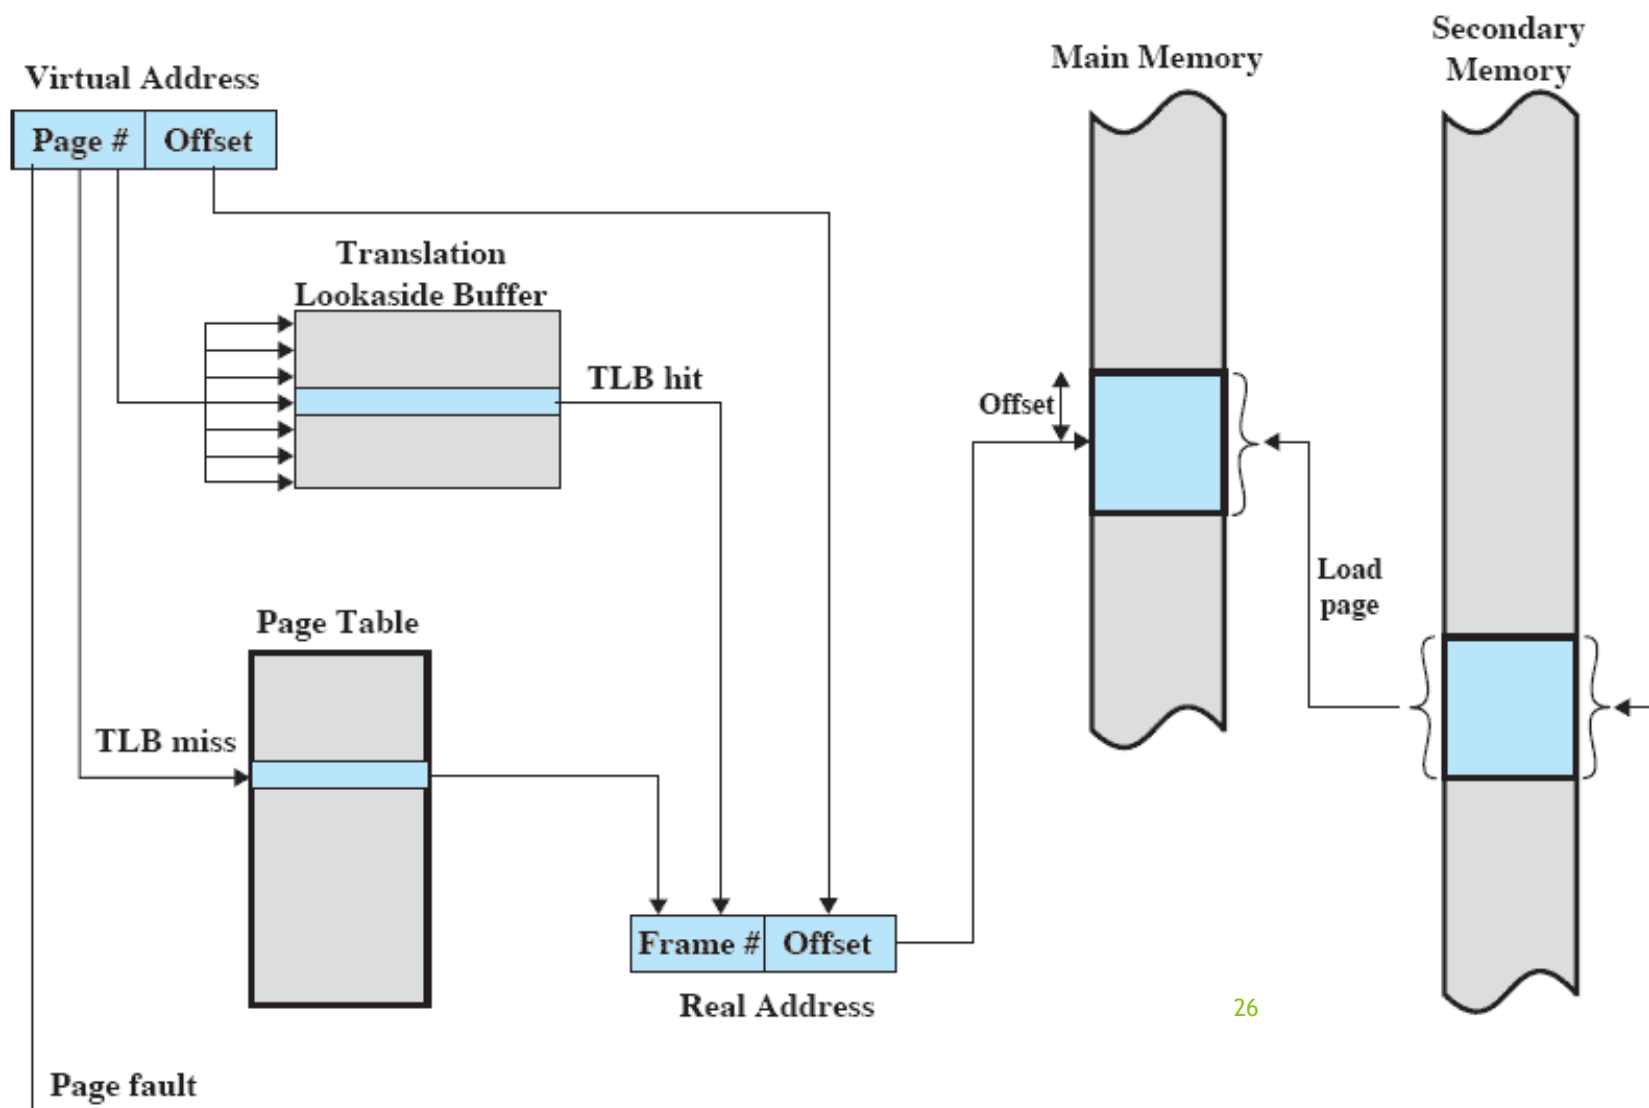 Virtual Address
Page #
Offset
Translation
Lookaside Buffer
TLB hit
Page Table
TLB miss
Frame #
Offset
Real Address
Page fault
Main Memory
Offset
Load
page
Secondary
Memory
26